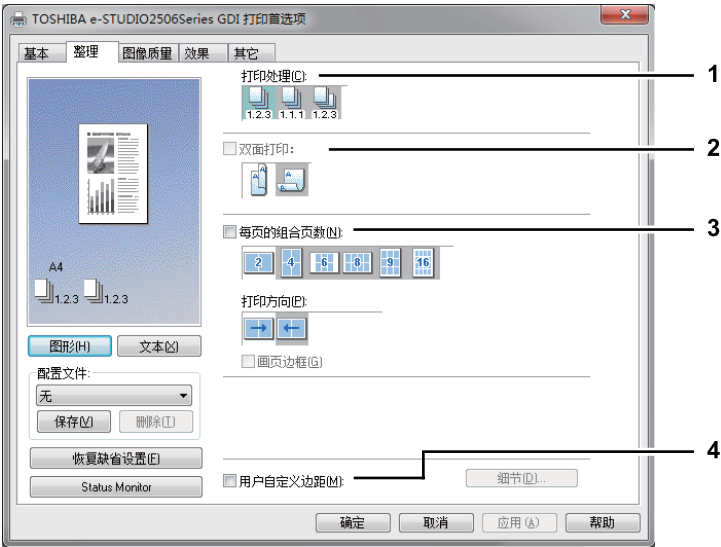 TOSHIBA e-STUDIO2506Series GDI 打印首选项
基本 整理 图像质量 效果 其它
打印处理(C):
1
1.2.3 1.1.1 1.2.3
双面打印:
2
A A
每页的组合页数(N):
3
2 4 6 8 9 16
A4
1.2.3 1.2.3
打印方向(P):
画页边框(G)
图形(H) 文本(X)
配置文件:
无
保存(V) 删除(T)
恢复缺省设置(E)
Status Monitor
用户自定义边距(M):
细节(D)...
4
确定 取消 应用(A) 帮助